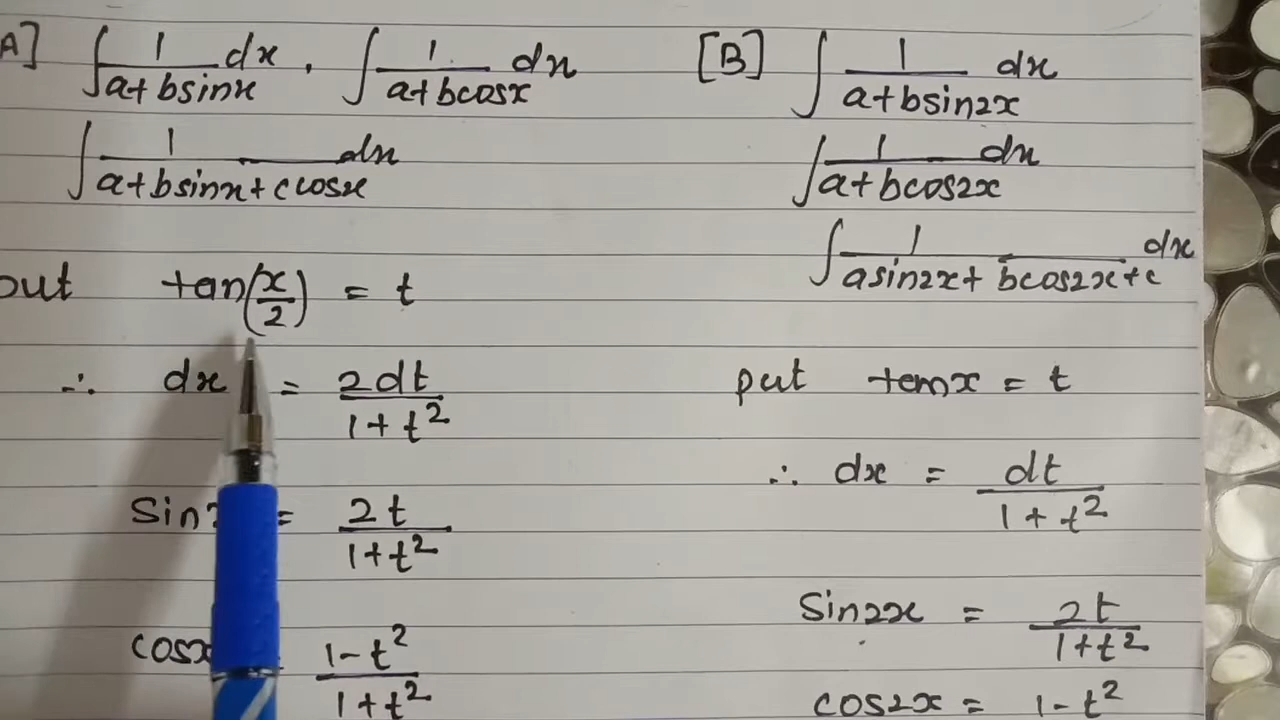 A] ∫ 1/(a+bsinx) dx , ∫ 1/(a+bcosx) dx
∫ 1/(a+bsinx+ccosx) dx
put tan(x/2) = t
∴ dx = 2dt/(1+t²)
sinx = 2t/(1+t²)
cosx = (1-t²)/(1+t²)
[B] ∫ 1/(a+bsin2x) dx
∫ 1/(a+bcos2x) dx
∫ 1/(asin2x+bcos2x+c) dx
put tanx = t
∴ dx = dt/(1+t²)
Sin2x = 2t/(1+t²)
cos2x = 1-t²